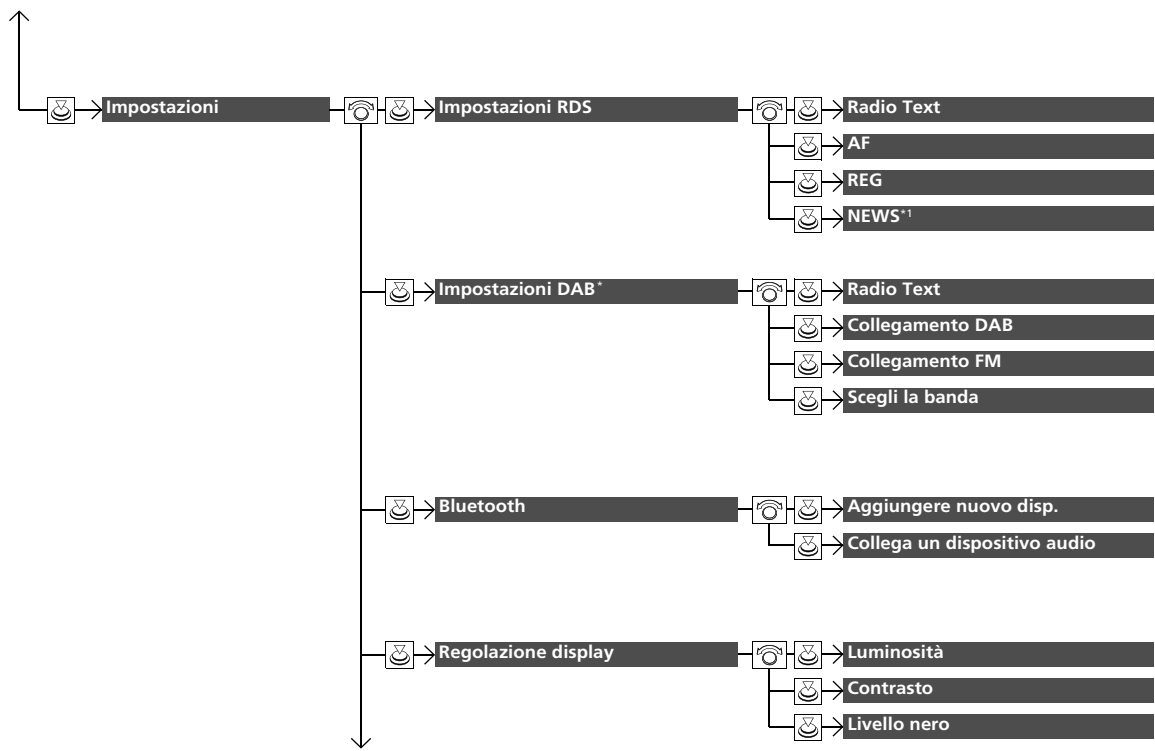 Impostazioni
Impostazioni RDS
Radio Text
AF
REG
NEWS*1
Impostazioni DAB*
Radio Text
Collegamento DAB
Collegamento FM
Scegli la banda
Bluetooth
Aggiungere nuovo disp.
Collega un dispositivo audio
Regolazione display
Luminosità
Contrasto
Livello nero